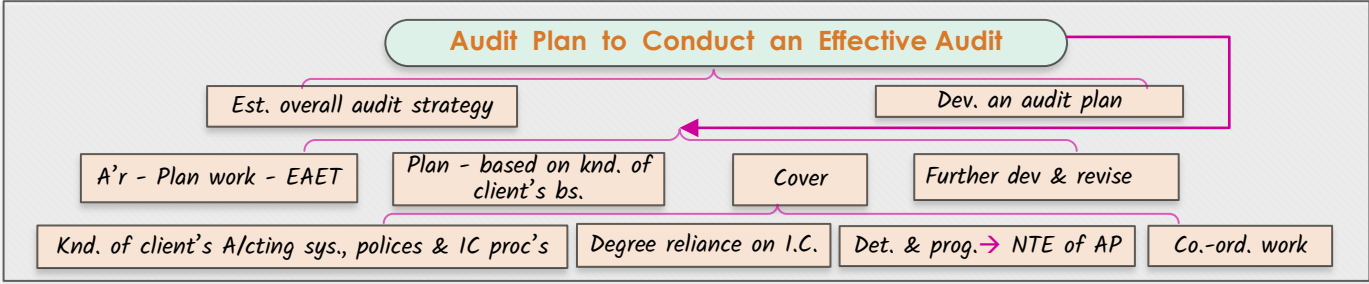 Audit Plan to Conduct an Effective Audit
Est. overall audit strategy
Dev. an audit plan
A'r - Plan work - EAET
Plan - based on knd. of
client's bs.
Cover
Further dev & revise
Knd. of client's A/cting sys., polices & IC proc's
Degree reliance on I.C.
Det. & prog.→ NTE of AP
Co.-ord. work